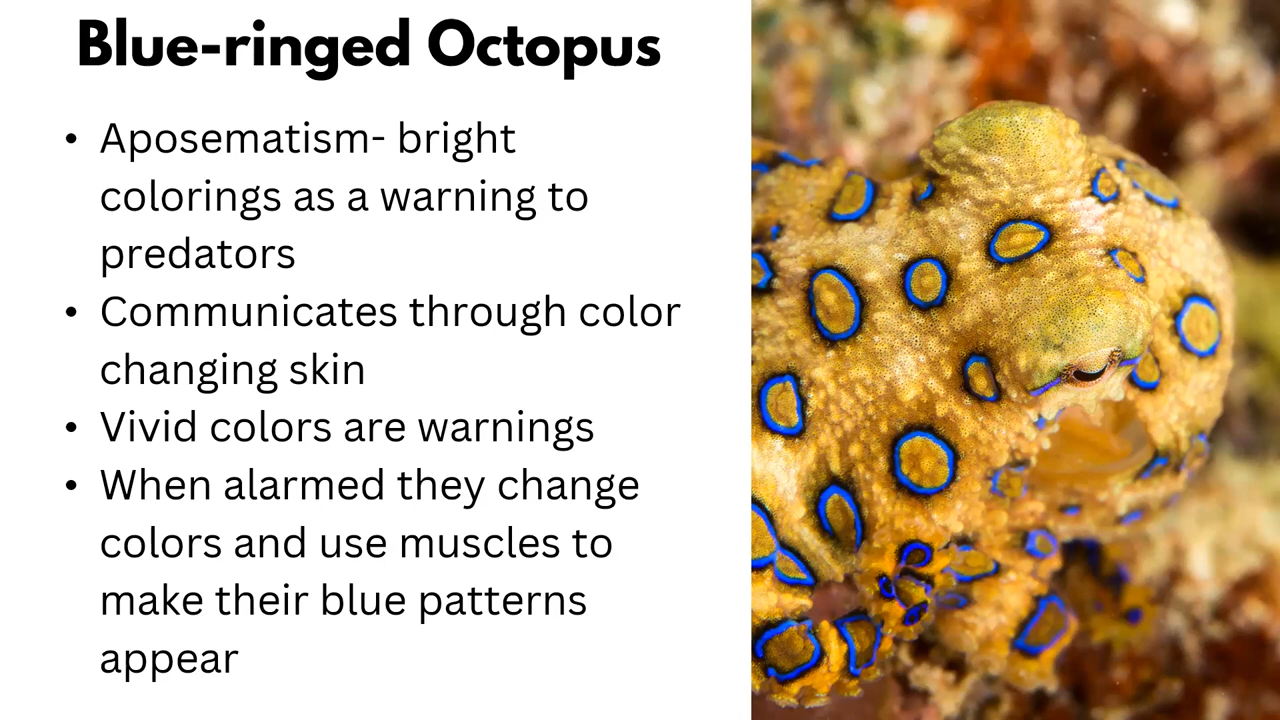 Blue-ringed Octopus
• Aposematism- bright
colorings as a warning to
predators
• Communicates through color
changing skin
• Vivid colors are warnings
• When alarmed they change
colors and use muscles to
make their blue patterns
appear